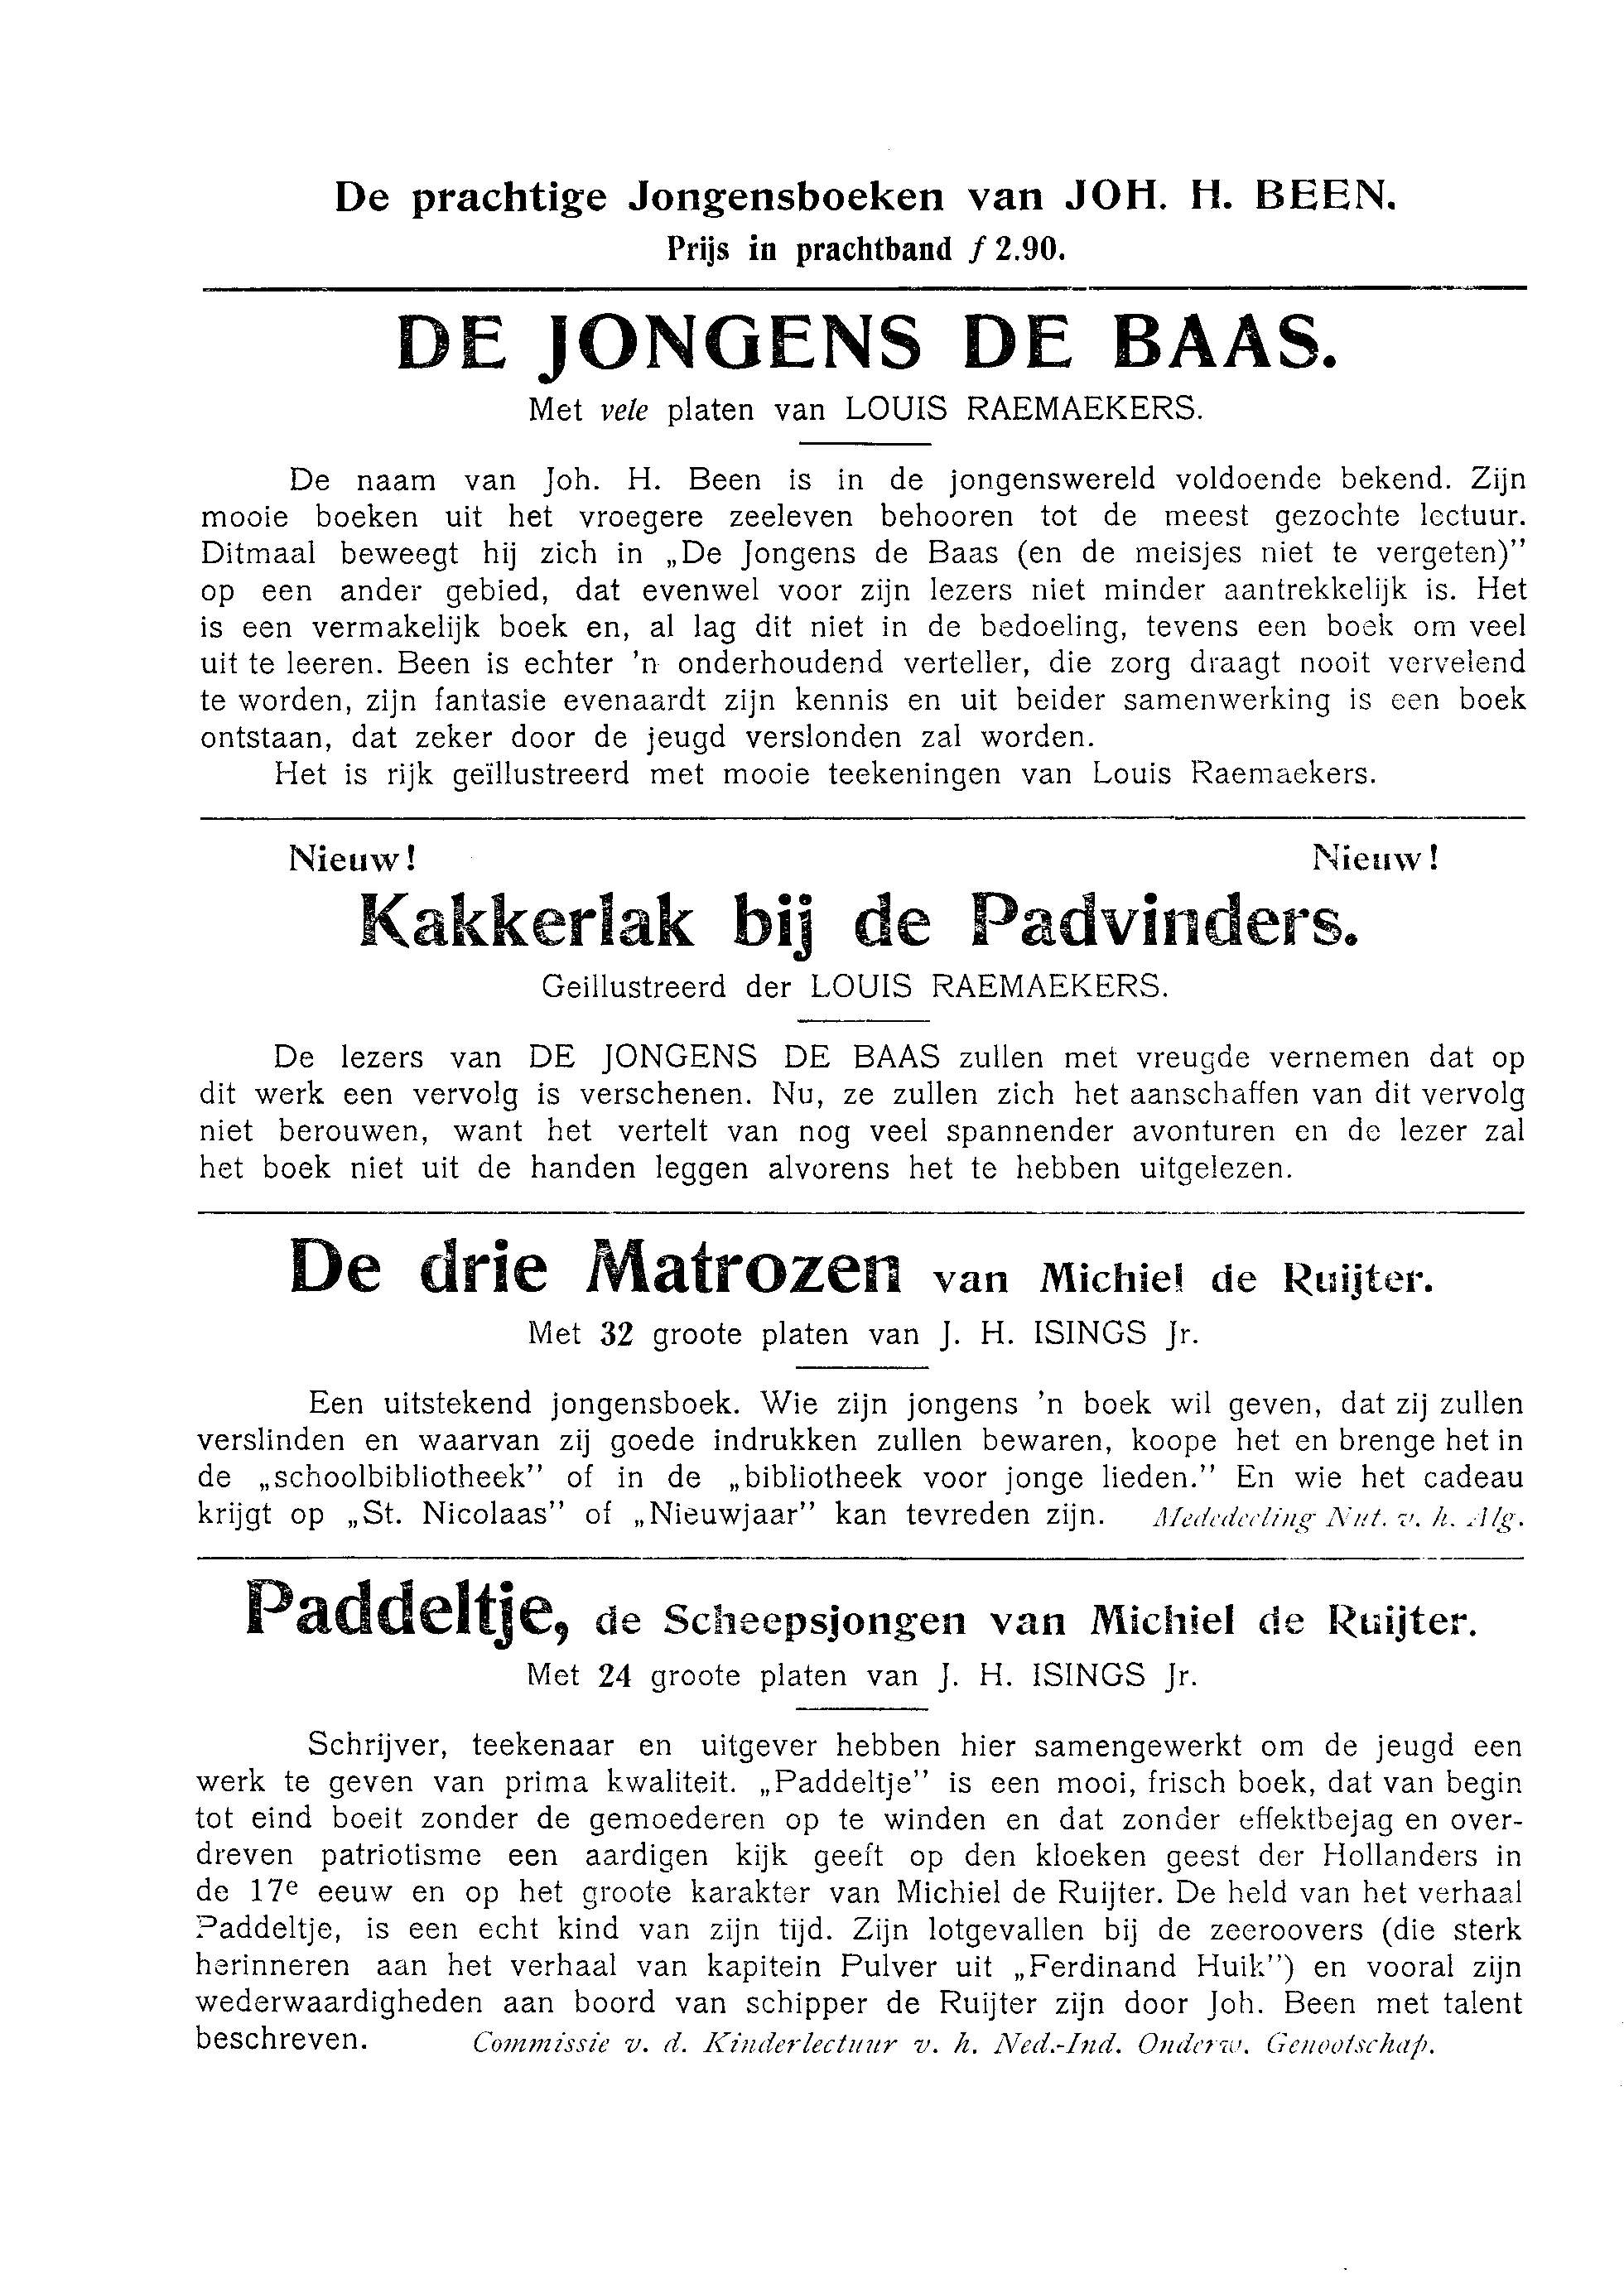 De prachtige Jongensboeken van JOH. H. BEEN.
Prijs in prachtband f 2.90.
DE JONGENS DE BAAS.
Met vele platen van LOUIS RAEMAEKERS.
De naam van Joh. H. Been is in de jongenswereld voldoende bekend. Zijn
mooie boeken uit het vroegere zeeleven behooren tot de meest gezochte lectuur.
Ditmaal beweegt hij zich in „De Jongens de Baas (en de meisjes niet te vergeten)”
op een ander gebied, dat evenwel voor zijn lezers niet minder aantrekkelijk is. Het
is een vermakelijk boek en, al lag dit niet in de bedoeling, tevens een boek om veel
uit te leeren. Been is echter ’n onderhoudend verteller, die zorg draagt nooit vervelend
te worden, zijn fantasie evenaardt zijn kennis en uit beider samenwerking is een boek
ontstaan, dat zeker door de jeugd verslonden zal worden.
Het is rijk geïllustreerd met mooie teekeningen van Louis Raemaekers.
Nieuw! Nieuw!
Kakkerlak bij de Padvinders.
Geillustreerd der LOUIS RAEMAEKERS.
De lezers van DE JONGENS DE BAAS zullen met vreugde vernemen dat op
dit werk een vervolg is verschenen. Nu, ze zullen zich het aanschaffen van dit vervolg
niet berouwen, want het vertelt van nog veel spannender avonturen en de lezer zal
het boek niet uit de handen leggen alvorens het te hebben uitgelezen.
De drie Matrozen van Michiel de Ruijter.
Met 32 groote platen van J. H. ISINGS Jr.
Een uitstekend jongensboek. Wie zijn jongens ’n boek wil geven, dat zij zullen
verslinden en waarvan zij goede indrukken zullen bewaren, koope het en brenge het in
de „schoolbibliotheek” of in de „bibliotheek voor jonge lieden.” En wie het cadeau
krijgt op „St. Nicolaas” of „Nieuwjaar” kan tevreden zijn. Mededeeling Nut. v. h. Alg.
Paddeltje, de Scheepsjongen van Michiel de Ruijter.
Met 24 groote platen van J. H. ISINGS Jr.
Schrijver, teekenaar en uitgever hebben hier samengewerkt om de jeugd een
werk te geven van prima kwaliteit. „Paddeltje” is een mooi, frisch boek, dat van begin
tot eind boeit zonder de gemoederen op te winden en dat zonder effektbejag en over-
dreven patriotisme een aardigen kijk geeft op den kloeken geest der Hollanders in
de 17e eeuw en op het groote karakter van Michiel de Ruijter. De held van het verhaal
Paddeltje, is een echt kind van zijn tijd. Zijn lotgevallen bij de zeeroovers (die sterk
herinneren aan het verhaal van kapitein Pulver uit „Ferdinand Huik”) en vooral zijn
wederwaardigheden aan boord van schipper de Ruijter zijn door Joh. Been met talent
beschreven. Commissie v. d. Kinderlectuur v. h. Ned.-Ind. Onderw. Genootschap.